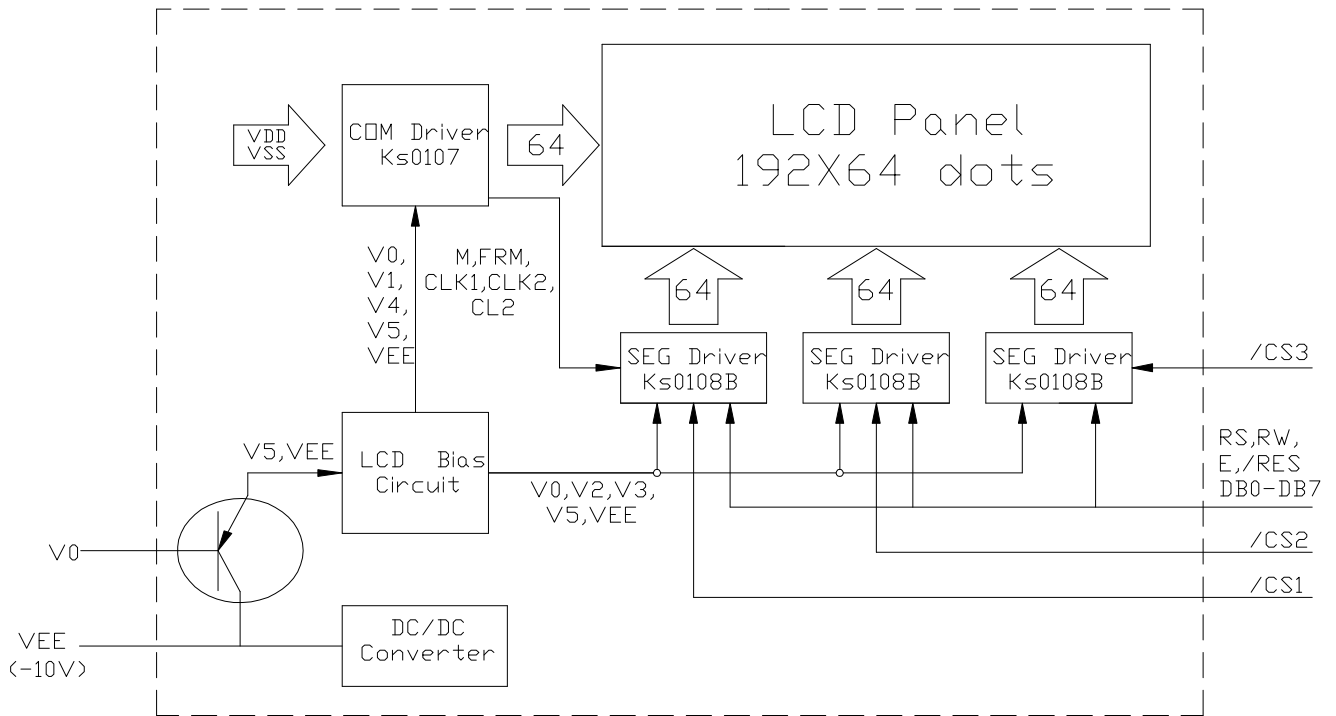 LCD Panel
192X64 dots
VDD
VSS
COM Driver
Ks0107
64
V0,
V1,
V4,
V5,
VEE
M,FRM,
CLK1,CLK2,
CL2
64
64
64
SEG Driver
Ks0108B
SEG Driver
Ks0108B
SEG Driver
Ks0108B
/CS3
V5,VEE
LCD Bias
Circuit
V0,V2,V3,
V5,VEE
RS,RW,
E,/RES
DB0-DB7
V0
/CS2
/CS1
VEE
(-10V)
DC/DC
Converter